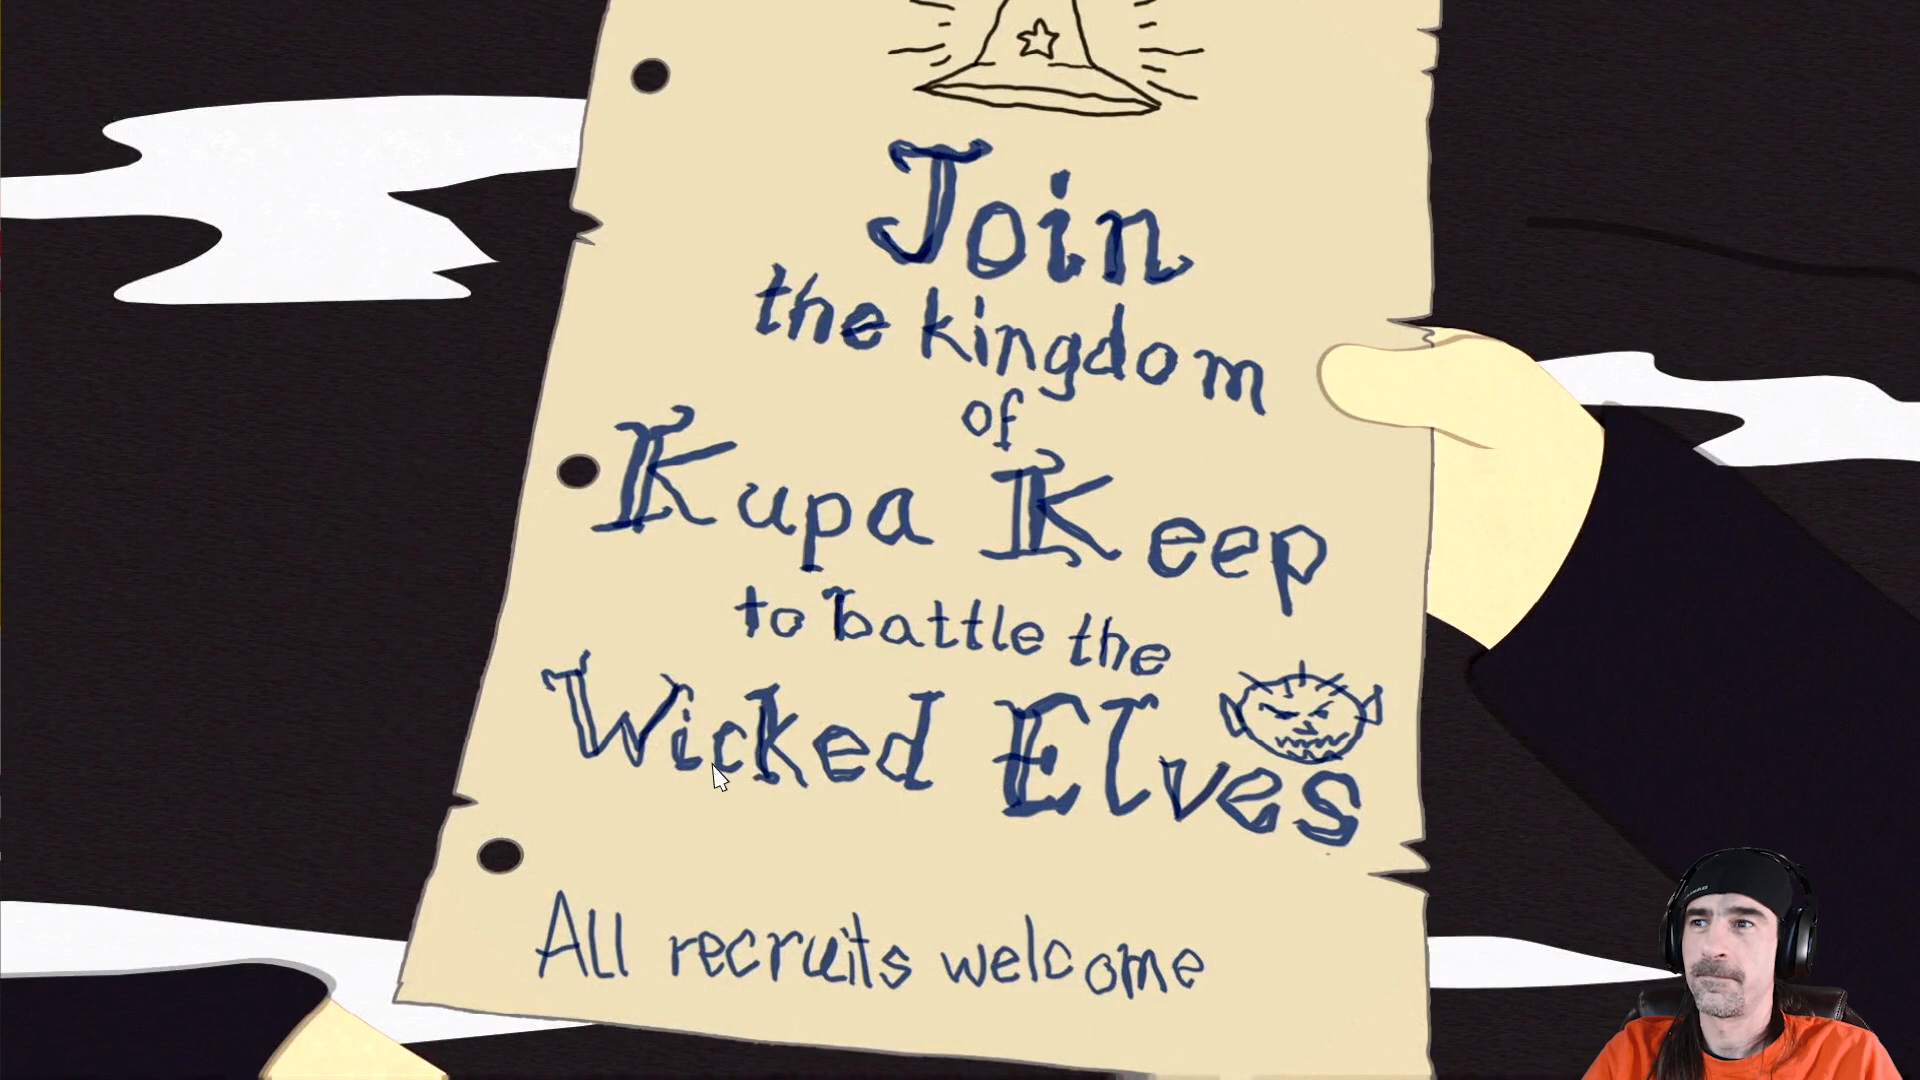 Join
the kingdom
of
Kupa Keep
to battle the
Wicked Elves
All recruits welcome